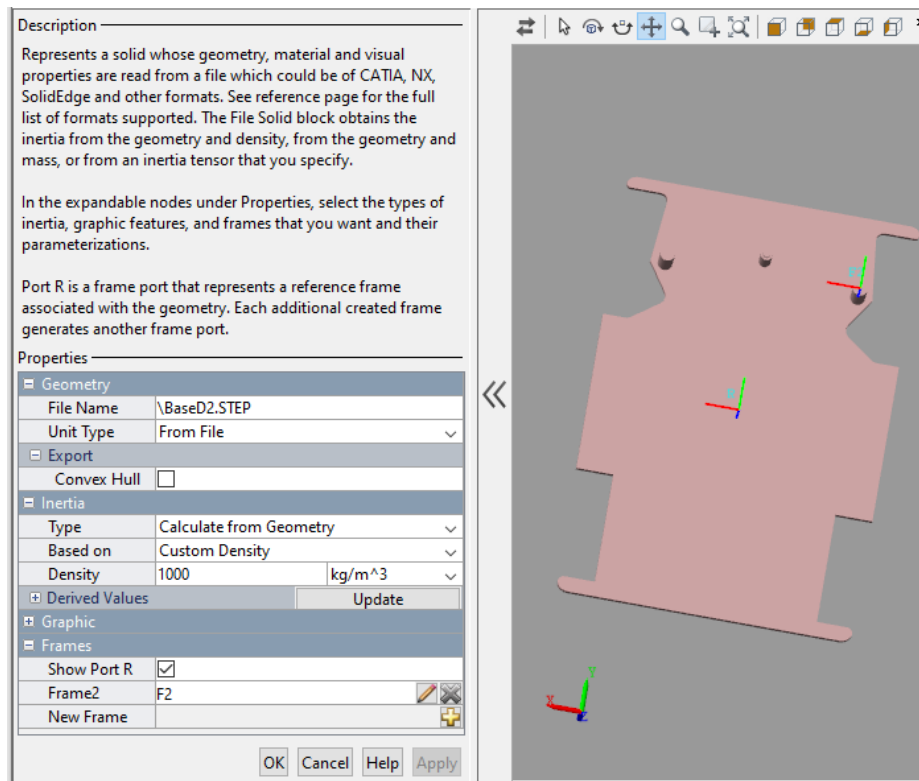 Description
Represents a solid whose geometry, material and visual
properties are read from a file which could be of CATIA, NX,
SolidEdge and other formats. See reference page for the full
list of formats supported. The File Solid block obtains the
inertia from the geometry and density, from the geometry and
mass, or from an inertia tensor that you specify.
In the expandable nodes under Properties, select the types of
inertia, graphic features, and frames that you want and their
parameterizations.
Port R is a frame port that represents a reference frame
associated with the geometry. Each additional created frame
generates another frame port.
Properties
Geometry
File Name \BaseD2.STEP
Unit Type From File
Export
Convex Hull
Inertia
Type Calculate from Geometry
Based on Custom Density
Density 1000 kg/m^3
Derived Values Update
Graphic
Frames
Show Port R
Frame2 F2
New Frame
OK Cancel Help Apply
Y
X
Z